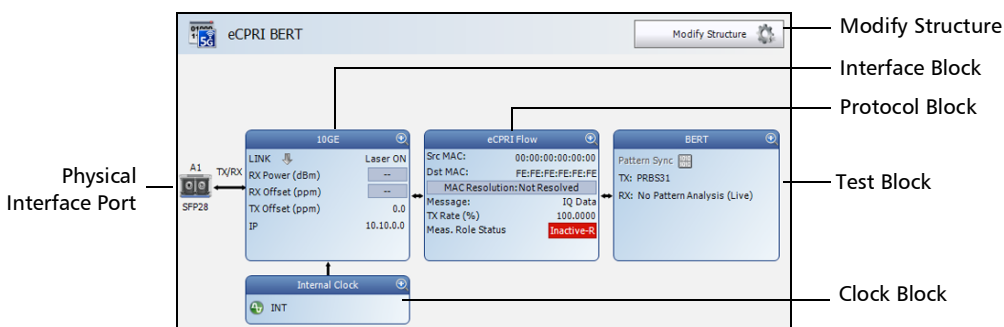 eCPRI BERT
5G
Modify Structure
Modify Structure
Interface Block
Protocol Block
Test Block
Clock Block
Physical
Interface Port
A1
TX/RX
SFP28
10GE
LINK Laser ON
RX Power (dBm) --
RX Offset (ppm) --
TX Offset (ppm) 0.0
IP 10.10.0.0
eCPRI Flow
Src MAC: 00:00:00:00:00:00
Dst MAC: FE:FE:FE:FE:FE:FE
MAC Resolution:Not Resolved
Message: IQ Data
TX Rate (%) 100.0000
Meas. Role Status Inactive-R
BERT
Pattern Sync --
TX: PRBS31
RX: No Pattern Analysis (Live)
Internal Clock
INT